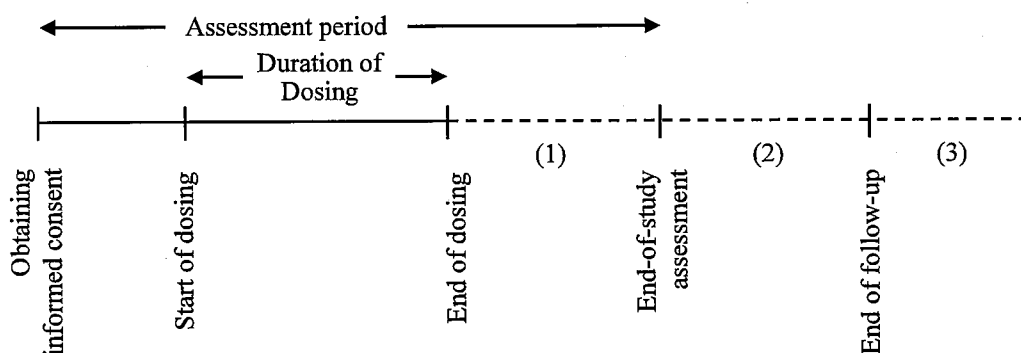 Assessment period
Duration of
Dosing
(1)
(2)
(3)
Obtaining
informed consent
Start of dosing
End of dosing
End-of-study
assessment
End of follow-up